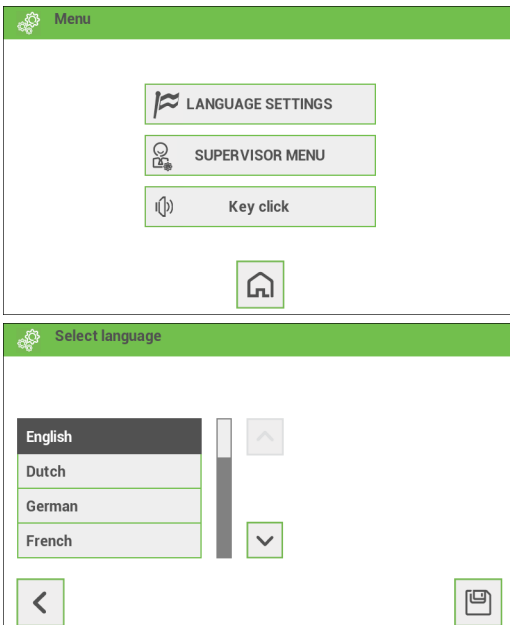 Menu
LANGUAGE SETTINGS
SUPERVISOR MENU
Key click
Select language
English
Dutch
German
French